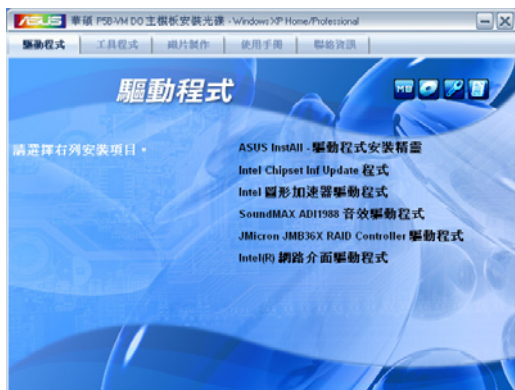 ASUS 華碩 P5B-VM DO 主機板安裝光碟 - Windows XP Home/Professional
驅動程式 工具程式 磁片製作 使用手冊 聯絡資訊
驅動程式
請選擇右列安裝項目。
ASUS InstAll - 驅動程式安裝精靈
Intel Chipset Inf Update 程式
Intel 圖形加速器驅動程式
SoundMAX ADI1988 音效驅動程式
JMicron JMB36X RAID Controller 驅動程式
Intel(R) 網路介面驅動程式